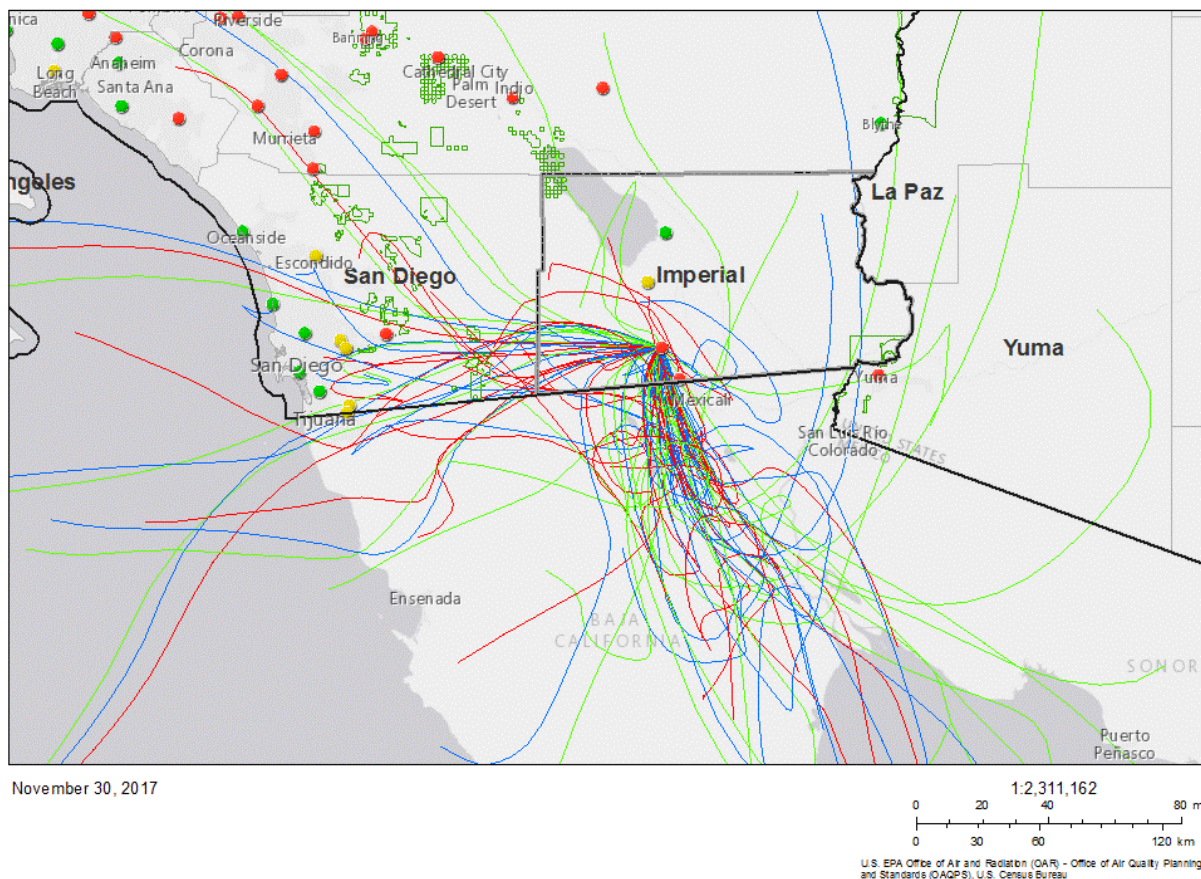 Riverside
Corona
Banning
Anaheim
Cathedral City
Long
Beach
Santa Ana
Palm
Desert
Indio
Murrieta
Blythe
ngeles
La Paz
Oceanside
Escondido
San Diego
Imperial
Yuma
San Diego
Yuma
Mexicali
Tijuana
San Luis Rio
Colorado
UNITED STATES
MEXICO
Ensenada
BAJA
CALIFORNIA
SONOR
Puerto
Peñasco
November 30, 2017
1:2,311,162
0 20 40 80 m
0 30 60 120 km
U.S. EPA Office of Air and Radiation (OAR) - Office of Air Quality Planning
and Standards (OAQPS), U.S. Census Bureau